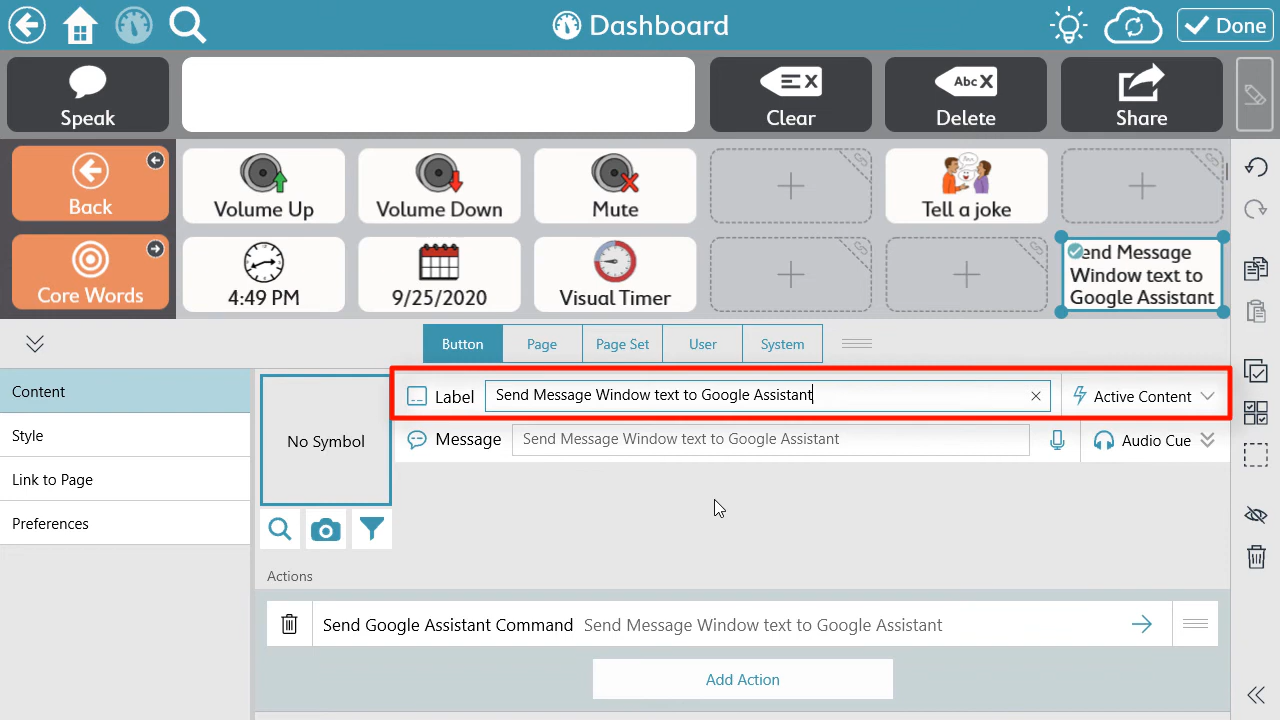 Dashboard
Done
Speak
Clear
Abc X
Delete
Share
Back
Volume Up
Volume Down
Mute
Tell a joke
Core Words
4:49 PM
9/25/2020
Visual Timer
end Message
Window text to
Google Assistant
Button
Page
Page Set
User
System
Content
Style
Link to Page
Preferences
No Symbol
Label
Send Message Window text to Google Assistant
Active Content
Message
Send Message Window text to Google Assistant
Audio Cue
Actions
Send Google Assistant Command Send Message Window text to Google Assistant
Add Action